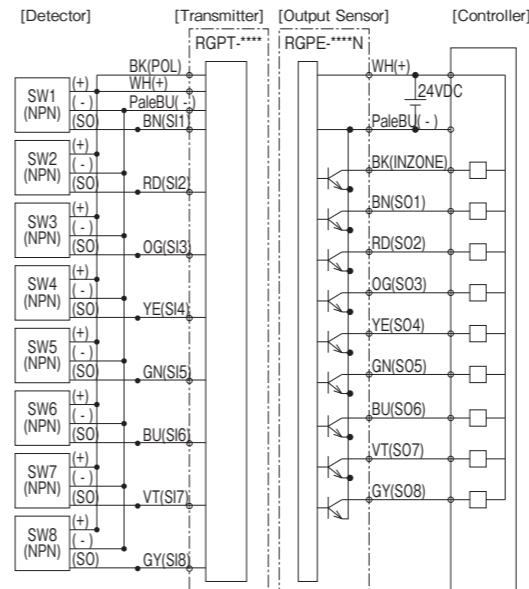 [Detector] [Transmitter] [Output Sensor] [Controller]
RGPT-**** RGPE-****N
BK(POL)
WH(+)
PaleBU( - )
SW1
(NPN)
(+)
( - )
(SO)
BN(SI1)
SW2
(NPN)
(+)
( - )
(SO)
RD(SI2)
SW3
(NPN)
(+)
( - )
(SO)
OG(SI3)
SW4
(NPN)
(+)
( - )
(SO)
YE(SI4)
SW5
(NPN)
(+)
( - )
(SO)
GN(SI5)
SW6
(NPN)
(+)
( - )
(SO)
BU(SI6)
SW7
(NPN)
(+)
( - )
(SO)
VT(SI7)
SW8
(NPN)
(+)
( - )
(SO)
GY(SI8)
WH(+)
24VDC
PaleBU( - )
BK(INZONE)
BN(SO1)
RD(SO2)
OG(SO3)
YE(SO4)
GN(SO5)
BU(SO6)
VT(SO7)
GY(SO8)